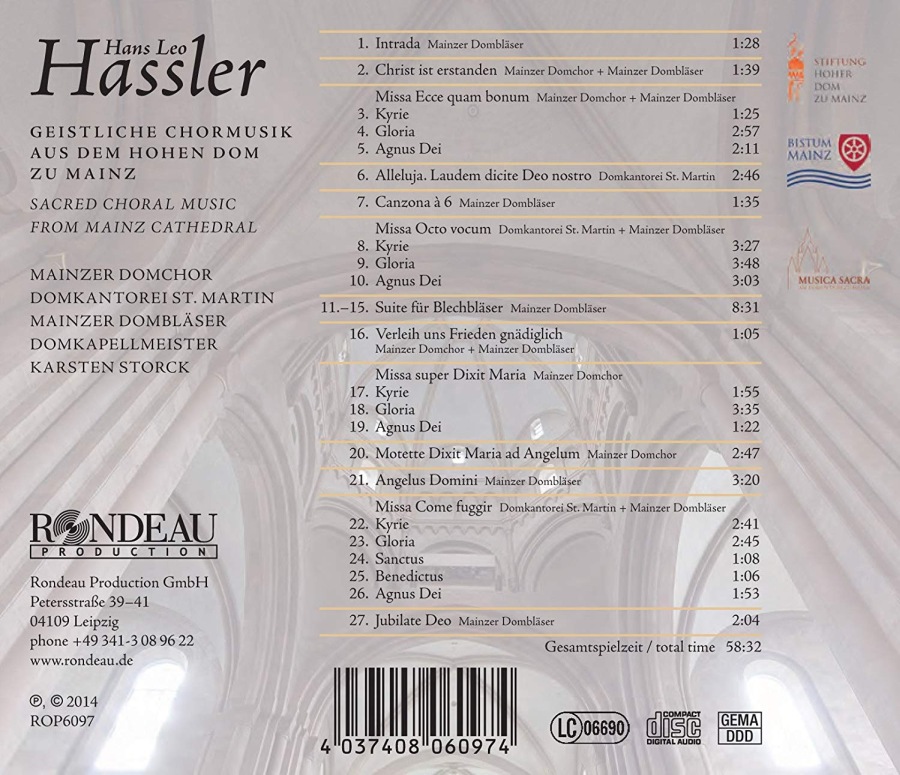 Hans Leo
Hassler
GEISTLICHE CHORMUSIK
AUS DEM HOHEN DOM
ZU MAINZ
SACRED CHORAL MUSIC
FROM MAINZ CATHEDRAL
MAINZER DOMCHOR
DOMKANTOREI ST. MARTIN
MAINZER DOMBLÄSER
DOMKAPELLMEISTER
KARSTEN STORCK
RONDEAU
PRODUCTION
Rondeau Production GmbH
Petersstraße 39–41
04109 Leipzig
phone +49 341-3 08 96 22
www.rondeau.de
℗, © 2014
ROP6097
1. Intrada Mainzer Dombläser 1:28
2. Christ ist erstanden Mainzer Domchor + Mainzer Dombläser 1:39
Missa Ecce quam bonum Mainzer Domchor + Mainzer Dombläser
3. Kyrie 1:25
4. Gloria 2:57
5. Agnus Dei 2:11
6. Alleluja. Laudem dicite Deo nostro Domkantorei St. Martin 2:46
7. Canzona à 6 Mainzer Dombläser 1:35
Missa Octo vocum Domkantorei St. Martin + Mainzer Dombläser
8. Kyrie 3:27
9. Gloria 3:48
10. Agnus Dei 3:03
11.–15. Suite für Blechbläser Mainzer Dombläser 8:31
16. Verleih uns Frieden gnädiglich 1:05
Mainzer Domchor + Mainzer Dombläser
Missa super Dixit Maria Mainzer Domchor
17. Kyrie 1:55
18. Gloria 3:35
19. Agnus Dei 1:22
20. Motette Dixit Maria ad Angelum Mainzer Domchor 2:47
21. Angelus Domini Mainzer Dombläser 3:20
Missa Come fuggir Domkantorei St. Martin + Mainzer Dombläser
22. Kyrie 2:41
23. Gloria 2:45
24. Sanctus 1:08
25. Benedictus 1:06
26. Agnus Dei 1:53
27. Jubilate Deo Mainzer Dombläser 2:04
Gesamtspielzeit / total time 58:32
4 037408 060974
LC 06690
COMPACT
disc
DIGITAL AUDIO
GEMA
DDD
STIFTUNG
HOHER
DOM
ZU MAINZ
BISTUM
MAINZ
MUSICA SACRA